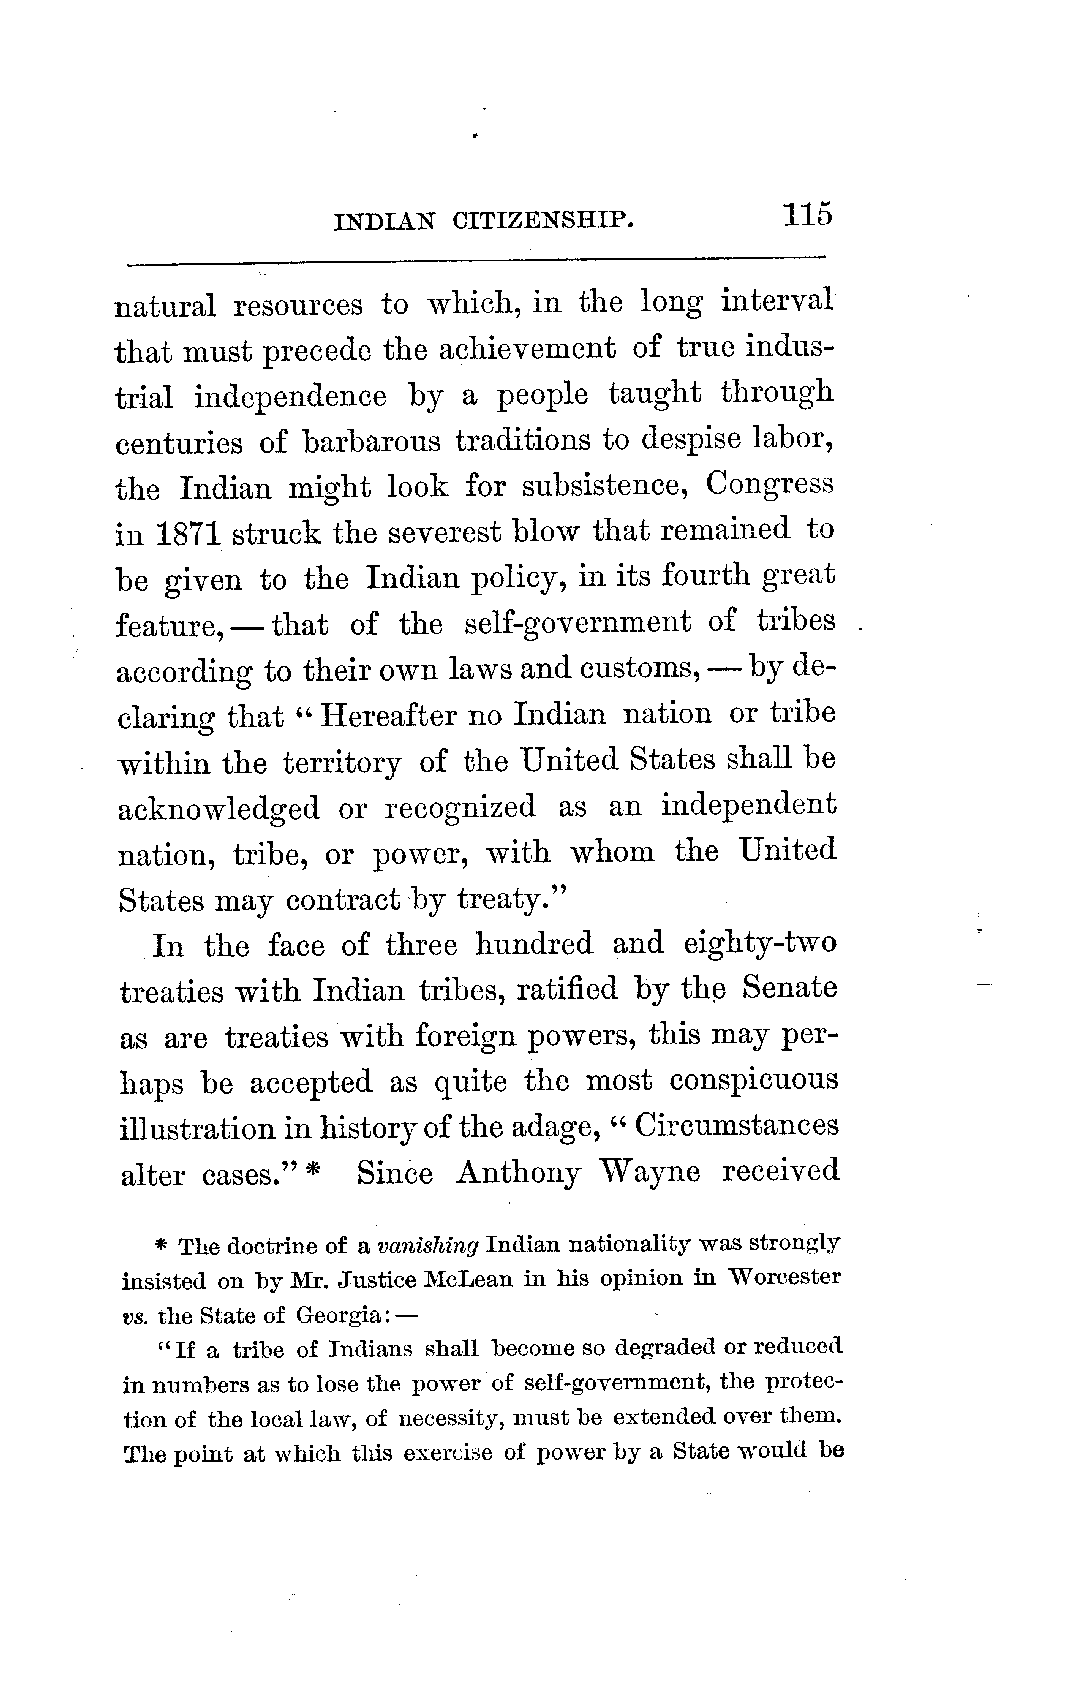 INDIAN CITIZENSHIP. 115
natural resources to which, in the long interval
that must precede the achievement of true indus-
trial independence by a people taught through
centuries of barbarous traditions to despise labor,
the Indian might look for subsistence, Congress
in 1871 struck the severest blow that remained to
be given to the Indian policy, in its fourth great
feature, — that of the self-government of tribes
according to their own laws and customs, — by de-
claring that “ Hereafter no Indian nation or tribe
within the territory of the United States shall be
acknowledged or recognized as an independent
nation, tribe, or power, with whom the United
States may contract by treaty.”
In the face of three hundred and eighty-two
treaties with Indian tribes, ratified by the Senate
as are treaties with foreign powers, this may per-
haps be accepted as quite the most conspicuous
illustration in history of the adage, “ Circumstances
alter cases.” * Since Anthony Wayne received
* The doctrine of a vanishing Indian nationality was strongly
insisted on by Mr. Justice McLean in his opinion in Worcester
vs. the State of Georgia: —
“If a tribe of Indians shall become so degraded or reduced
in numbers as to lose the power of self-government, the protec-
tion of the local law, of necessity, must be extended over them.
The point at which this exercise of power by a State would be